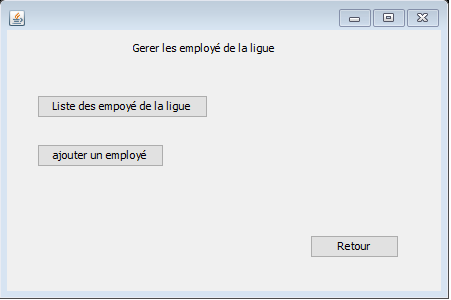 Gerer les employé de la ligue
Liste des empoyé de la ligue
ajouter un employé
Retour